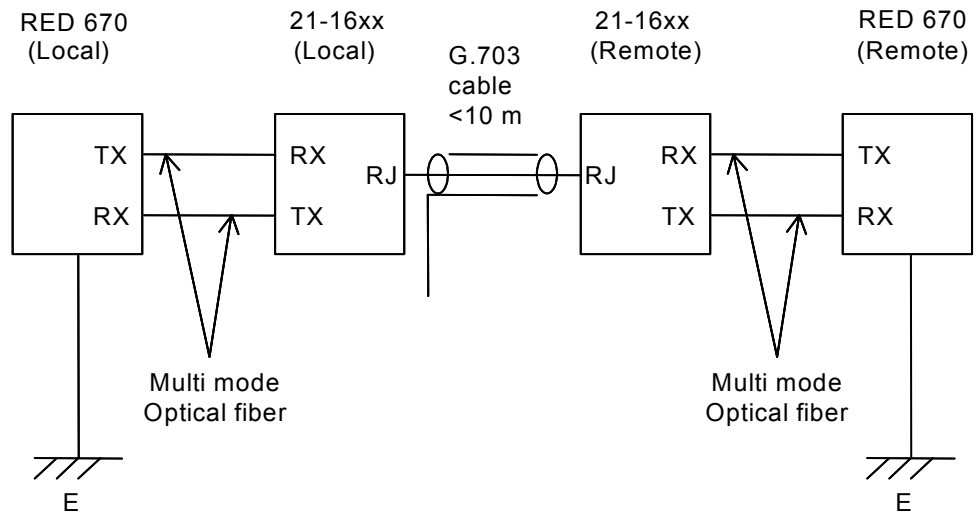 RED 670
(Local)
21-16xx
(Local)
G.703
cable
<10 m
21-16xx
(Remote)
RED 670
(Remote)
TX
RX
RX
TX
RJ
RJ
RX
TX
TX
RX
Multi mode
Optical fiber
Multi mode
Optical fiber
E
E